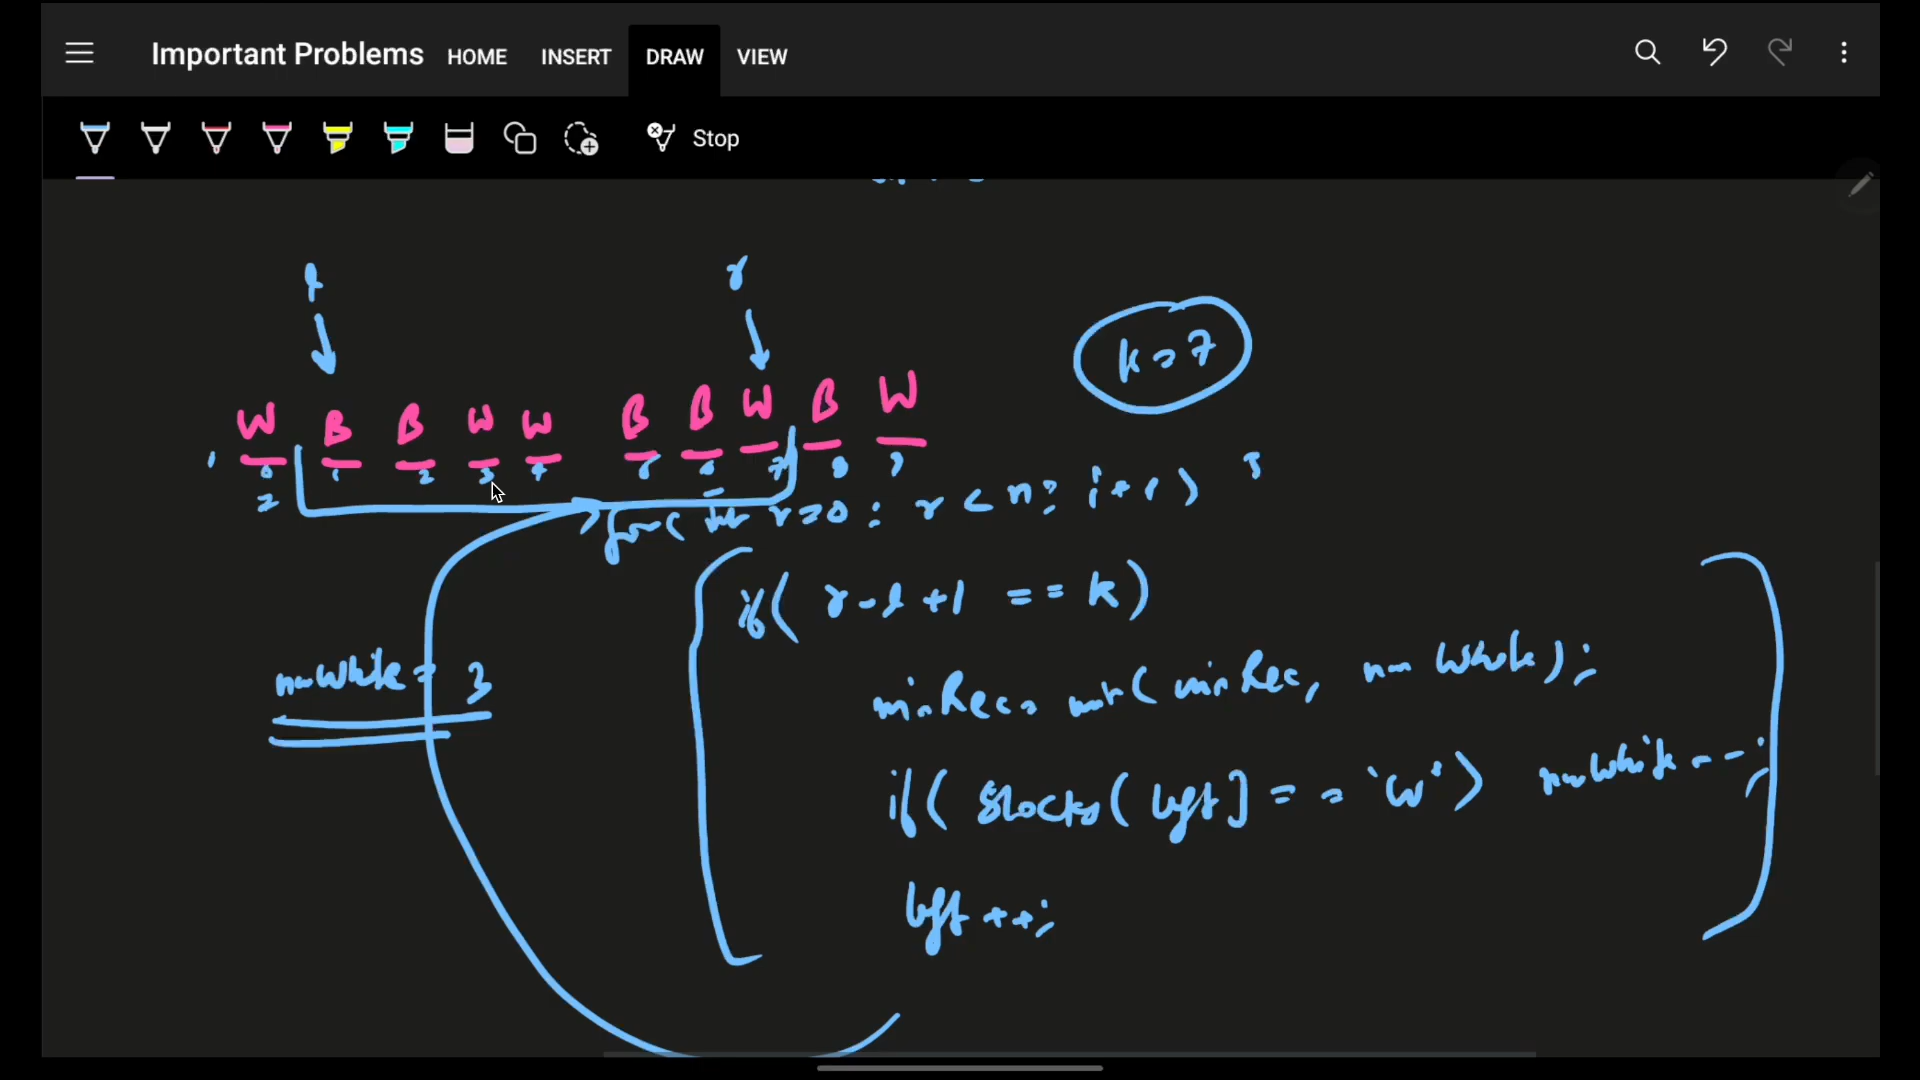 Important Problems HOME INSERT DRAW VIEW
Stop
l r
k = 7
W B B W W B B W B W
0 1 2 3 4 5 6 7 8 9
for( int r=0; r < n; i++)
if( r-l+1 == k)
numWhite = 3
minRec = min( minRec, numWhite);
if( Blocks[left] == 'W') numWhite--;
left++;